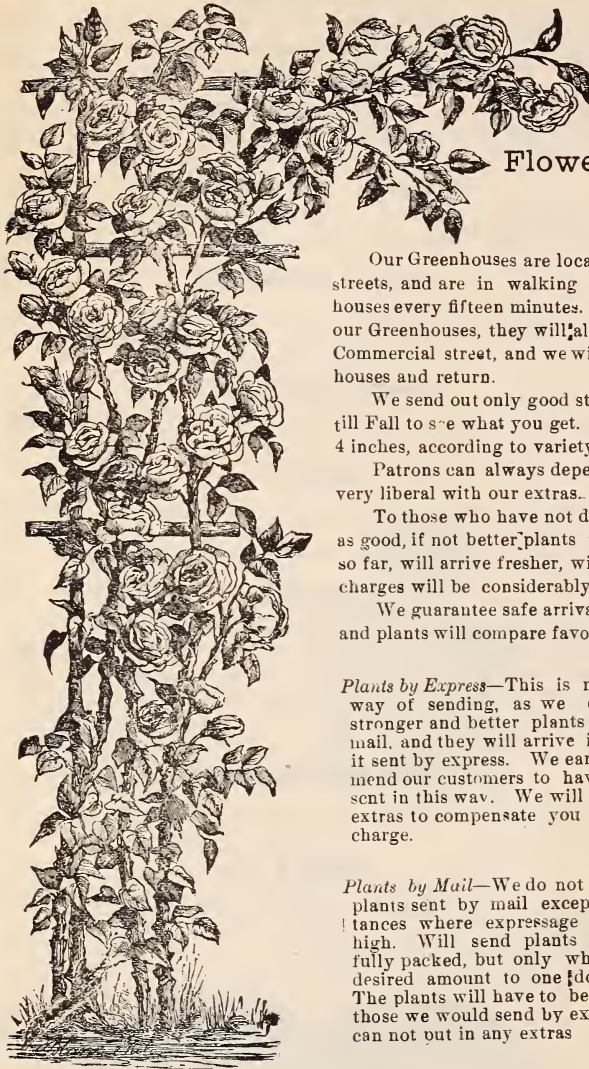 Flowe
Our Greenhouses are loca
streets, and are in walking
houses every fifteen minutes.
our Greenhouses, they will al
Commercial street, and we wi
houses and return.
We send out only good st
till Fall to see what you get.
4 inches, according to variety
Patrons can always depe
very liberal with our extras.
To those who have not d
as good, if not better plants
so far, will arrive fresher, wi
charges will be considerably
We guarantee safe arriva
and plants will compare favo
Plants by Express—This is
way of sending, as we
stronger and better plants
mail, and they will arrive i
it sent by express. We ear
mend our customers to hav
sent in this way. We will
extras to compensate you
charge.
Plants by Mail—We do not
plants sent by mail excep
tances where expressage
high. Will send plants
fully packed, but only wh
desired amount to one do
The plants will have to be
those we would send by ex
can not put in any extras